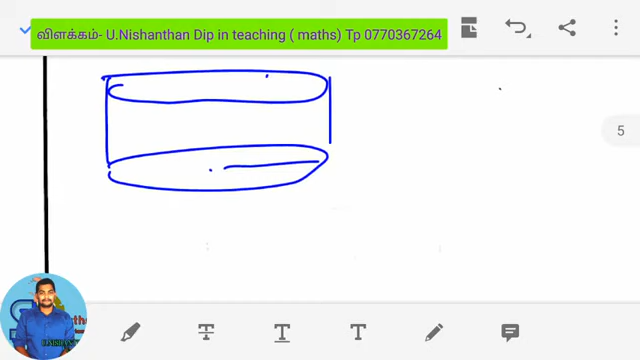 விளக்கம்- U.Nishanthan Dip in teaching ( maths) Tp 0770367264
5
T
T